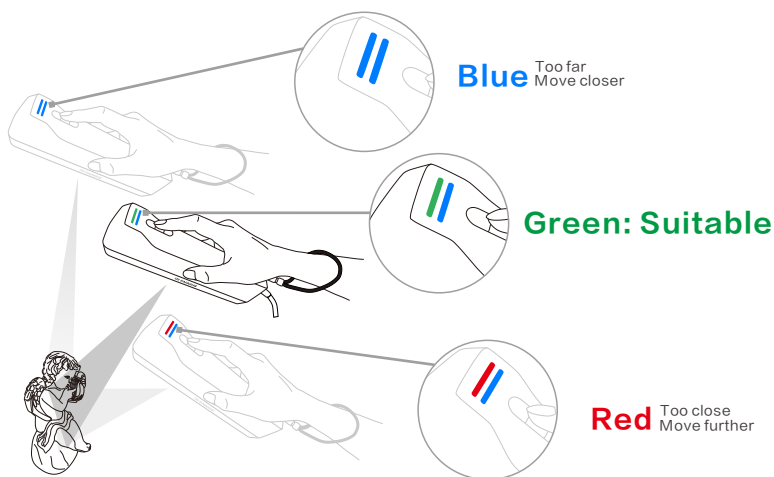 Blue
Too far
Move closer
Green: Suitable
Red
Too close
Move further